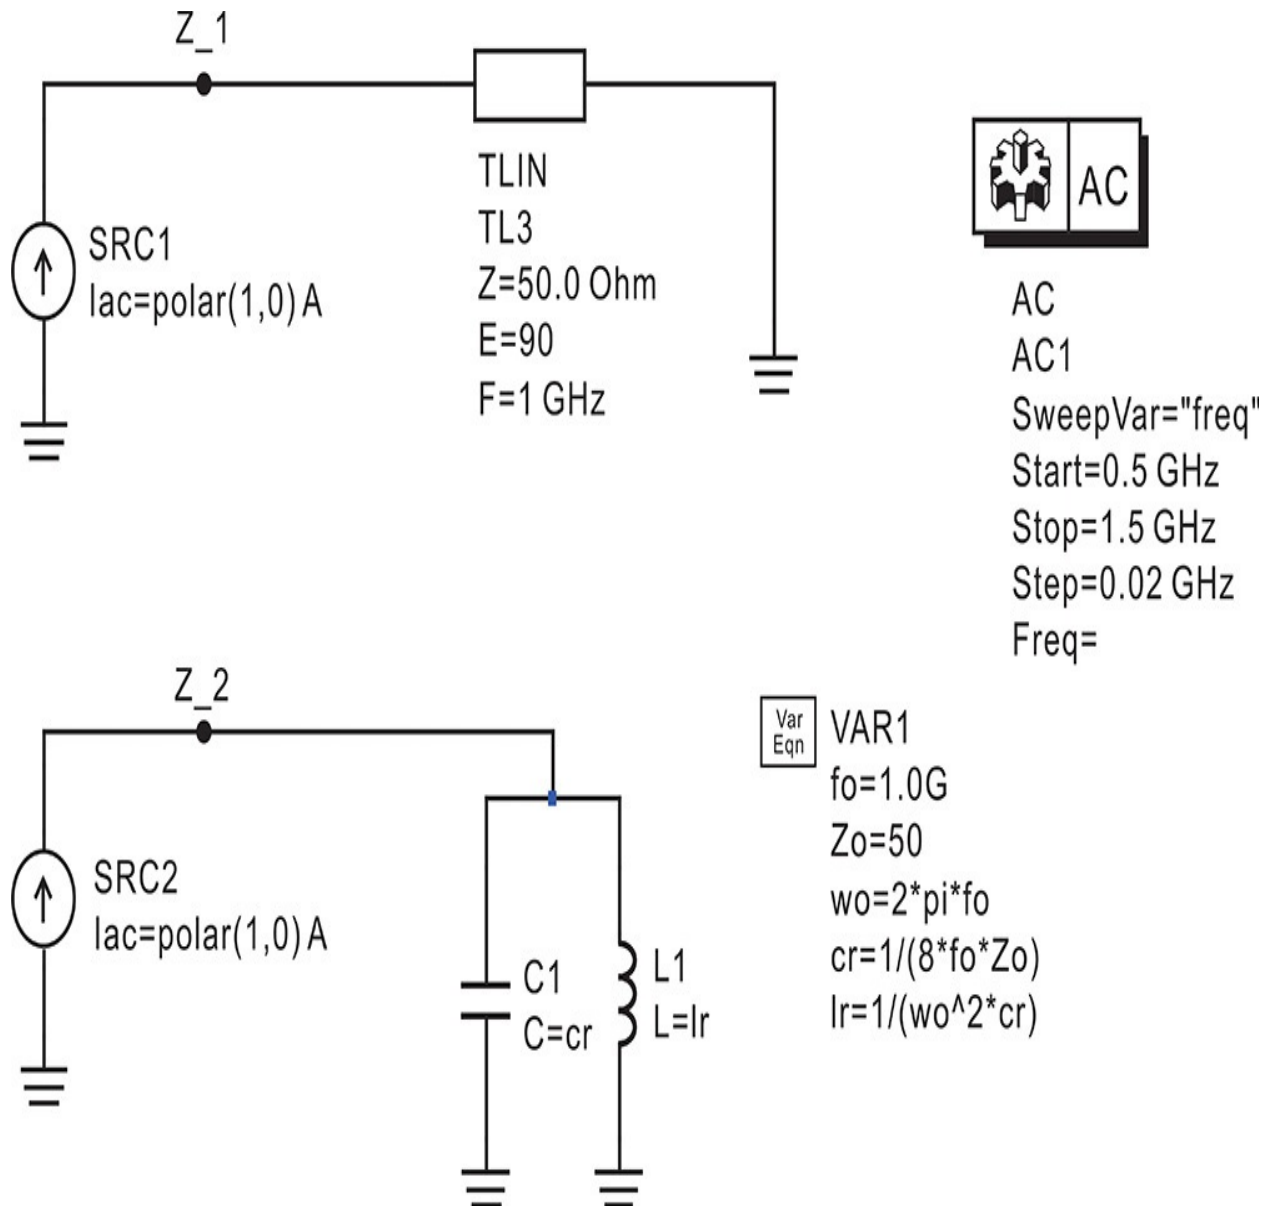 Z_1
SRC1
Iac=polar(1,0) A
TLIN
TL3
Z=50.0 Ohm
E=90
F=1 GHz
AC
AC
AC1
SweepVar="freq"
Start=0.5 GHz
Stop=1.5 GHz
Step=0.02 GHz
Freq=
Z_2
SRC2
Iac=polar(1,0) A
C1
C=cr
L1
L=lr
Var
Eqn
VAR1
fo=1.0G
Zo=50
wo=2*pi*fo
cr=1/(8*fo*Zo)
lr=1/(wo^2*cr)